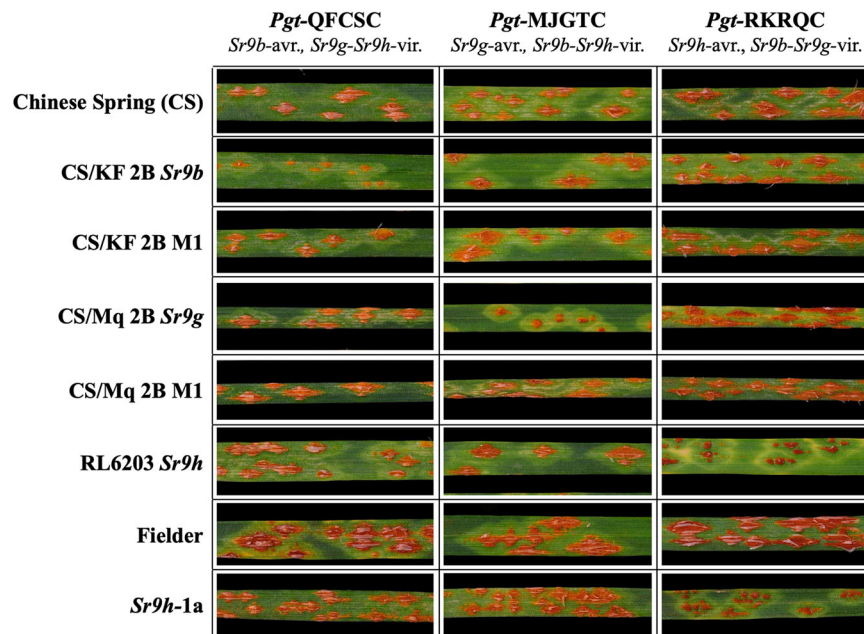 Pgt-QFCSC Pgt-MJGTC Pgt-RKRQC
Sr9b-avr., Sr9g-Sr9h-vir. Sr9g-avr., Sr9b-Sr9h-vir. Sr9h-avr., Sr9b-Sr9g-vir.
Chinese Spring (CS)
CS/KF 2B Sr9b
CS/KF 2B M1
CS/Mq 2B Sr9g
CS/Mq 2B M1
RL6203 Sr9h
Fielder
Sr9h-1a